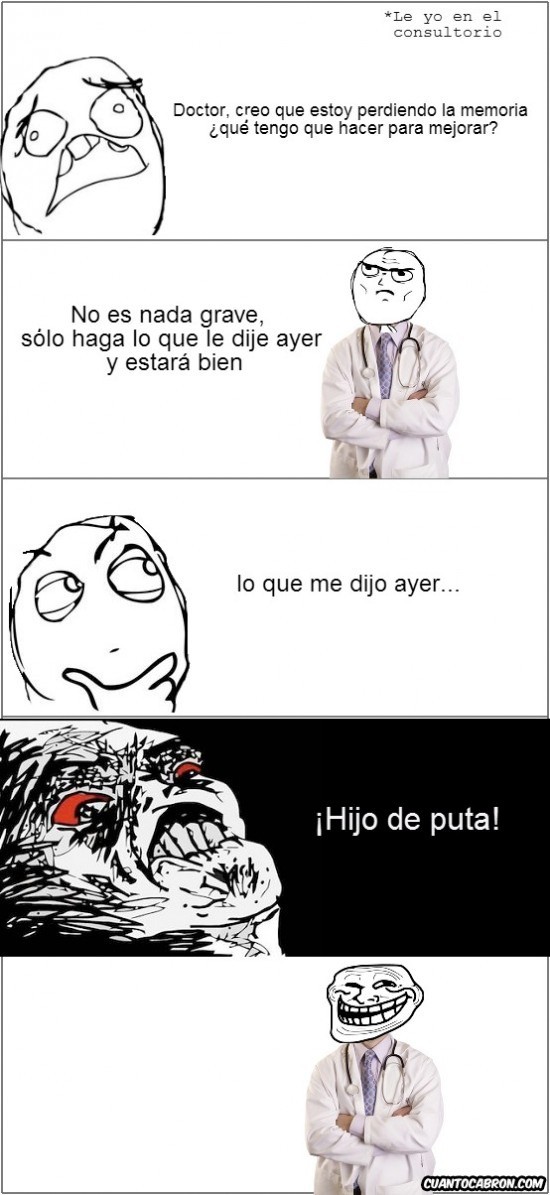 *Le yo en el
consultorio
Doctor, creo que estoy perdiendo la memoria
¿qué tengo que hacer para mejorar?
No es nada grave,
sólo haga lo que le dije ayer
y estará bien
lo que me dijo ayer...
¡Hijo de puta!
CUANTOCABRON.COM